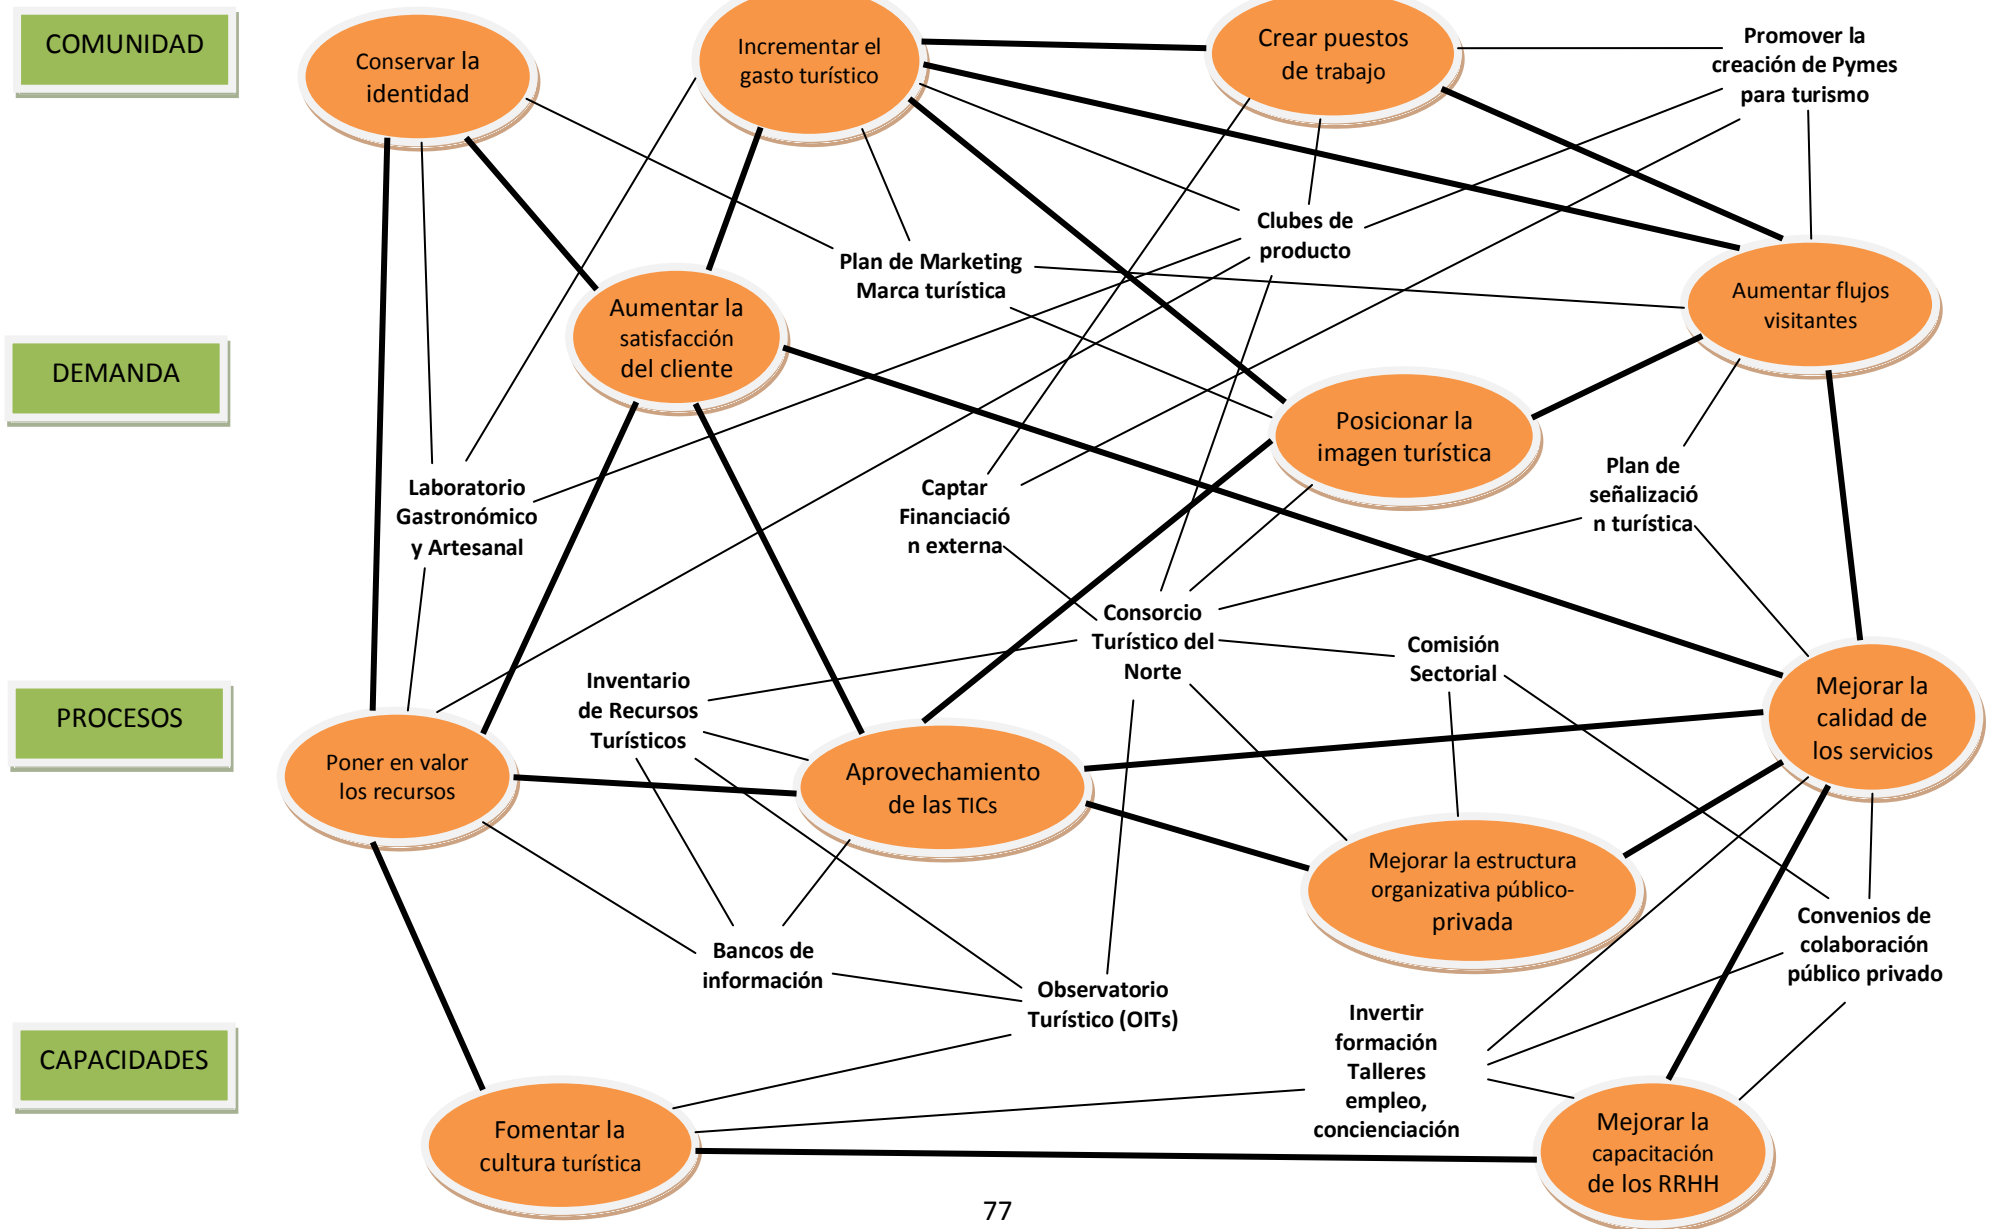 COMUNIDAD
Conservar la
identidad
Incrementar el
gasto turístico
Crear puestos
de trabajo
Promover la
creación de Pymes
para turismo
Clubes de
producto
Plan de Marketing
Marca turística
DEMANDA
Aumentar la
satisfacción
del cliente
Aumentar flujos
visitantes
Posicionar la
imagen turística
Laboratorio
Gastronómico
y Artesanal
Captar
Financiació
n externa
Plan de
señalizació
n turística
Consorcio
Turístico del
Norte
Comisión
Sectorial
PROCESOS
Inventario
de Recursos
Turísticos
Poner en valor
los recursos
Aprovechamiento
de las TICs
Mejorar la
calidad de
los servicios
Mejorar la estructura
organizativa público-
privada
Bancos de
información
Observatorio
Turístico (OITs)
Convenios de
colaboración
público privado
CAPACIDADES
Invertir
formación
Talleres
empleo,
concienciación
Fomentar la
cultura turística
Mejorar la
capacitación
de los RRHH
77